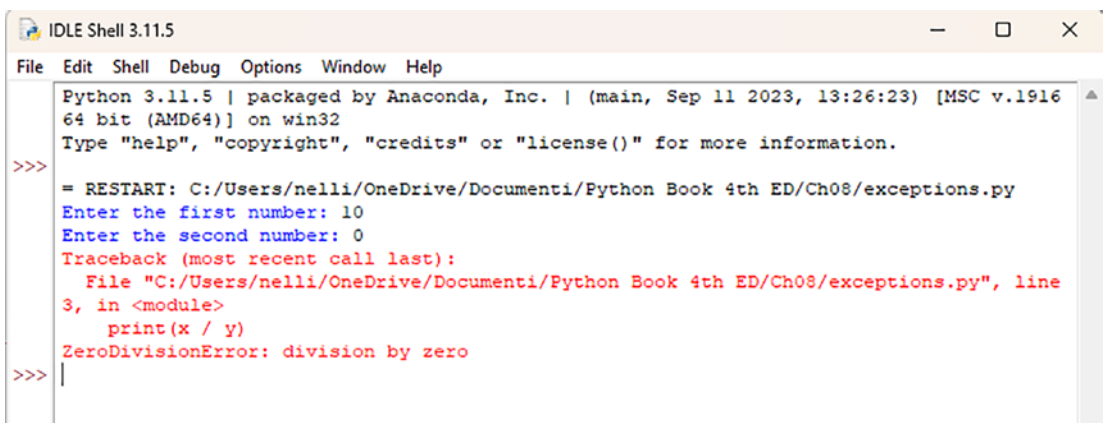 IDLE Shell 3.11.5
File Edit Shell Debug Options Window Help
Python 3.11.5 | packaged by Anaconda, Inc. | (main, Sep 11 2023, 13:26:23) [MSC v.1916
64 bit (AMD64)] on win32
Type "help", "copyright", "credits" or "license()" for more information.
>>>
= RESTART: C:/Users/nelli/OneDrive/Documenti/Python Book 4th ED/Ch08/exceptions.py
Enter the first number: 10
Enter the second number: 0
Traceback (most recent call last):
  File "C:/Users/nelli/OneDrive/Documenti/Python Book 4th ED/Ch08/exceptions.py", line
3, in <module>
    print(x / y)
ZeroDivisionError: division by zero
>>>